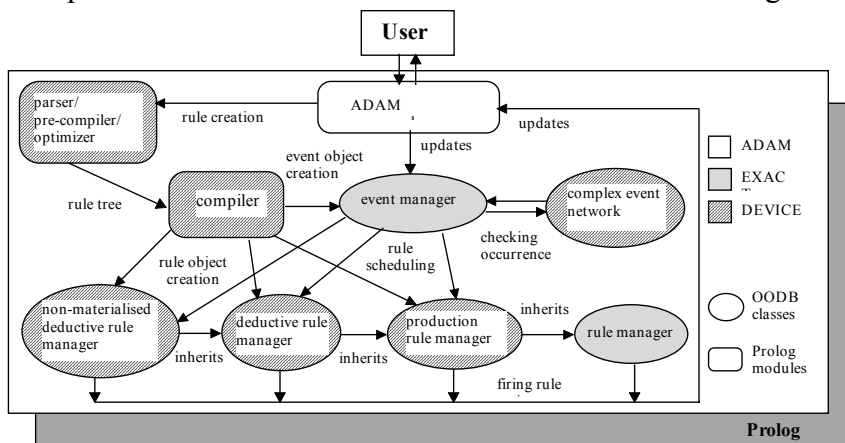 User
parser/
pre-compiler/
optimizer
rule creation
ADAM
updates
updates
event object
creation
rule tree
compiler
event manager
complex event
network
checking
occurrence
rule object
creation
rule
scheduling
non-materialised
deductive rule
manager
inherits
deductive rule
manager
inherits
production
rule manager
inherits
rule manager
firing rule
ADAM
EXAC
DEVICE
OODB
classes
Prolog
modules
Prolog